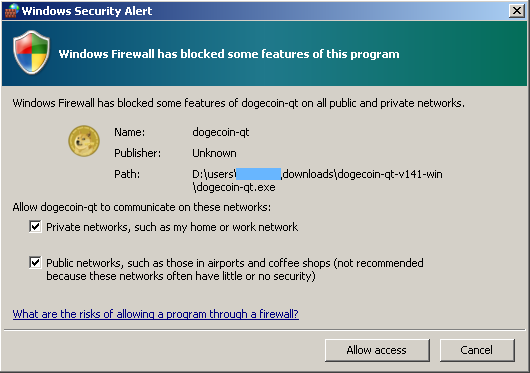 Windows Security Alert
Windows Firewall has blocked some features of this program
Windows Firewall has blocked some features of dogecoin-qt on all public and private networks.
Name: dogecoin-qt
Publisher: Unknown
Path: D:\users\ \downloads\dogecoin-qt-v141-win
\dogecoin-qt.exe
Allow dogecoin-qt to communicate on these networks:
Private networks, such as my home or work network
Public networks, such as those in airports and coffee shops (not recommended
because these networks often have little or no security)
What are the risks of allowing a program through a firewall?
Allow access Cancel